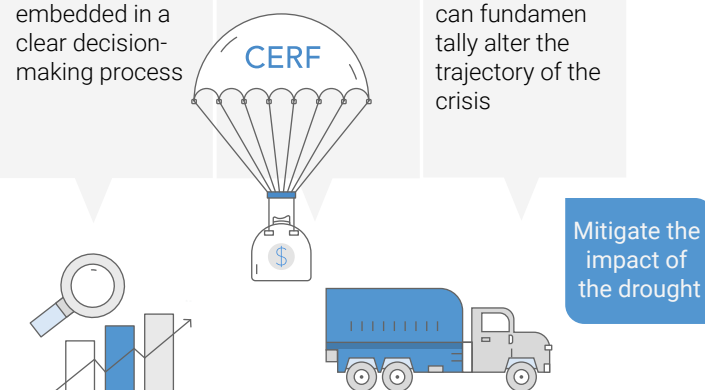 embedded in a
clear decision-
making process
CERF
$
can fundamen
tally alter the
trajectory of the
crisis
Mitigate the
impact of
the drought